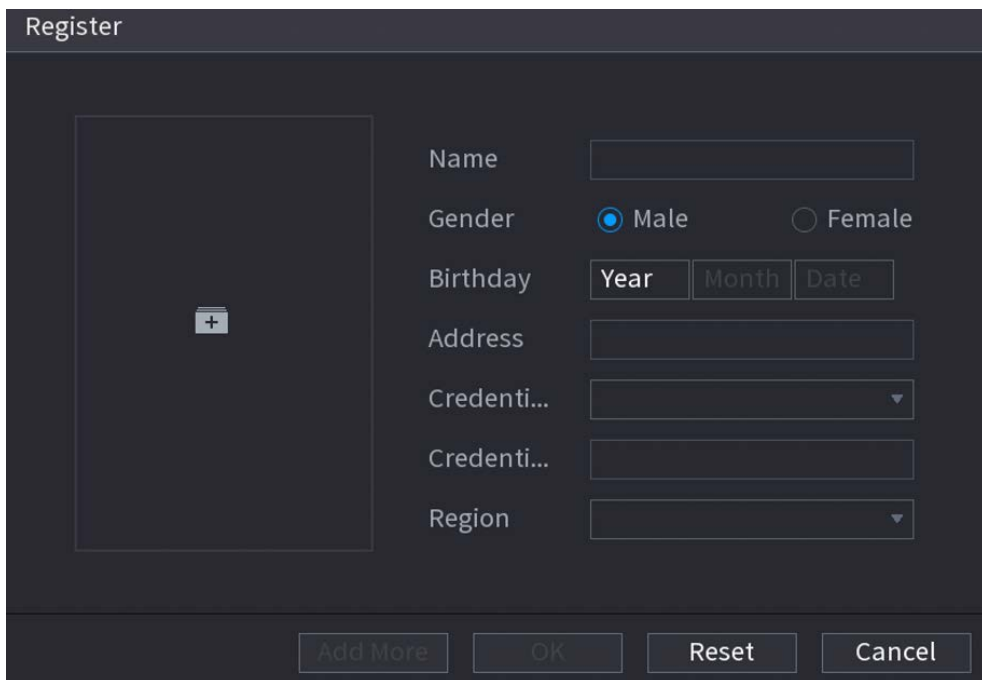 Register
Name
Gender Male Female
Birthday Year Month Date
Address
Credenti...
Credenti...
Region
Add More OK Reset Cancel